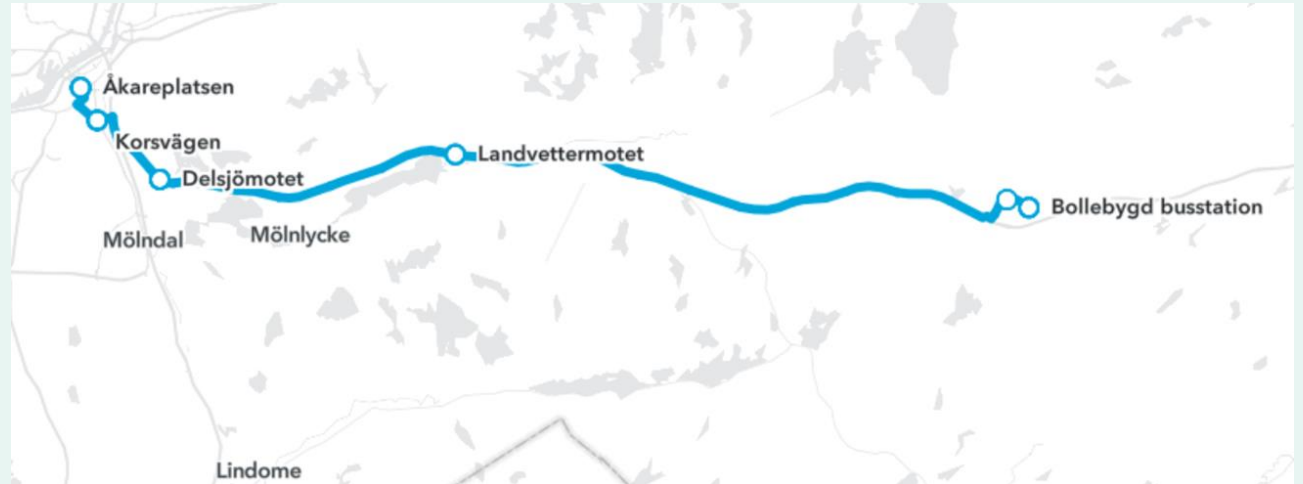 Åkareplatsen
Korsvägen
Landvettermotet
Delsjömotet
Bollebygd busstation
Mölndal
Mölnlycke
Lindome